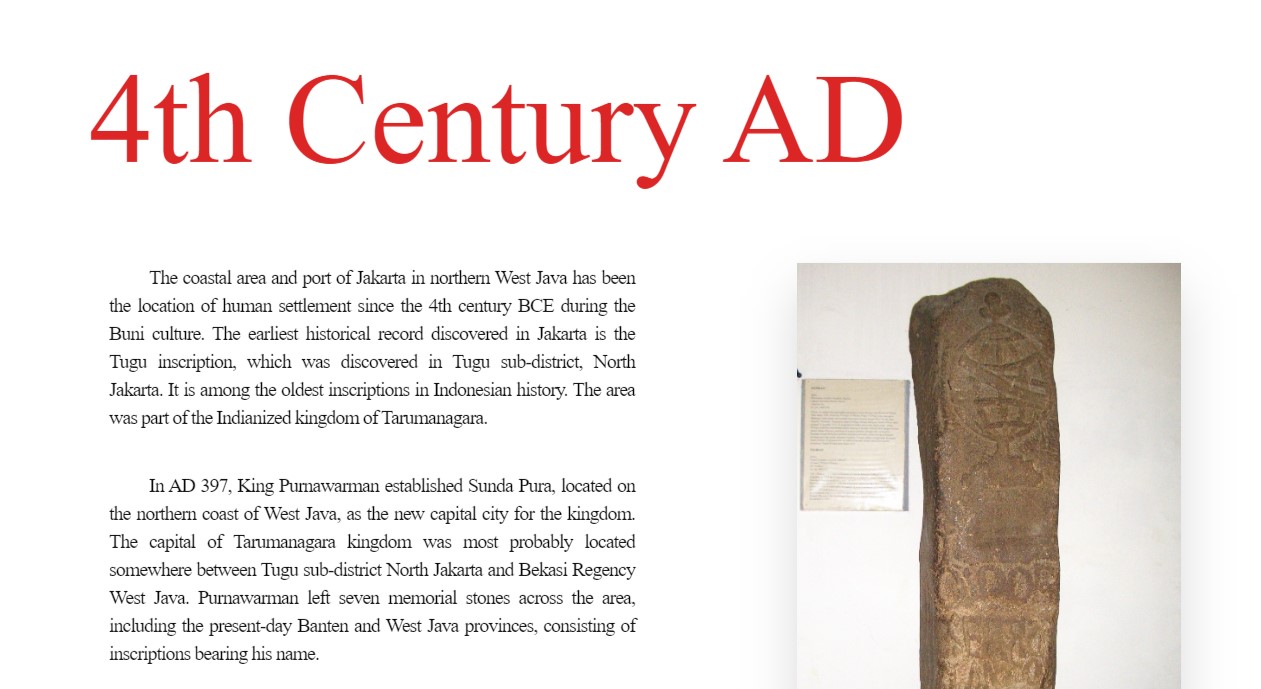 4th Century AD
The coastal area and port of Jakarta in northern West Java has been
the location of human settlement since the 4th century BCE during the
Buni culture. The earliest historical record discovered in Jakarta is the
Tugu inscription, which was discovered in Tugu sub-district, North
Jakarta. It is among the oldest inscriptions in Indonesian history. The area
was part of the Indianized kingdom of Tarumanagara.
In AD 397, King Purnawarman established Sunda Pura, located on
the northern coast of West Java, as the new capital city for the kingdom.
The capital of Tarumanagara kingdom was most probably located
somewhere between Tugu sub-district North Jakarta and Bekasi Regency
West Java. Purnawarman left seven memorial stones across the area,
including the present-day Banten and West Java provinces, consisting of
inscriptions bearing his name.